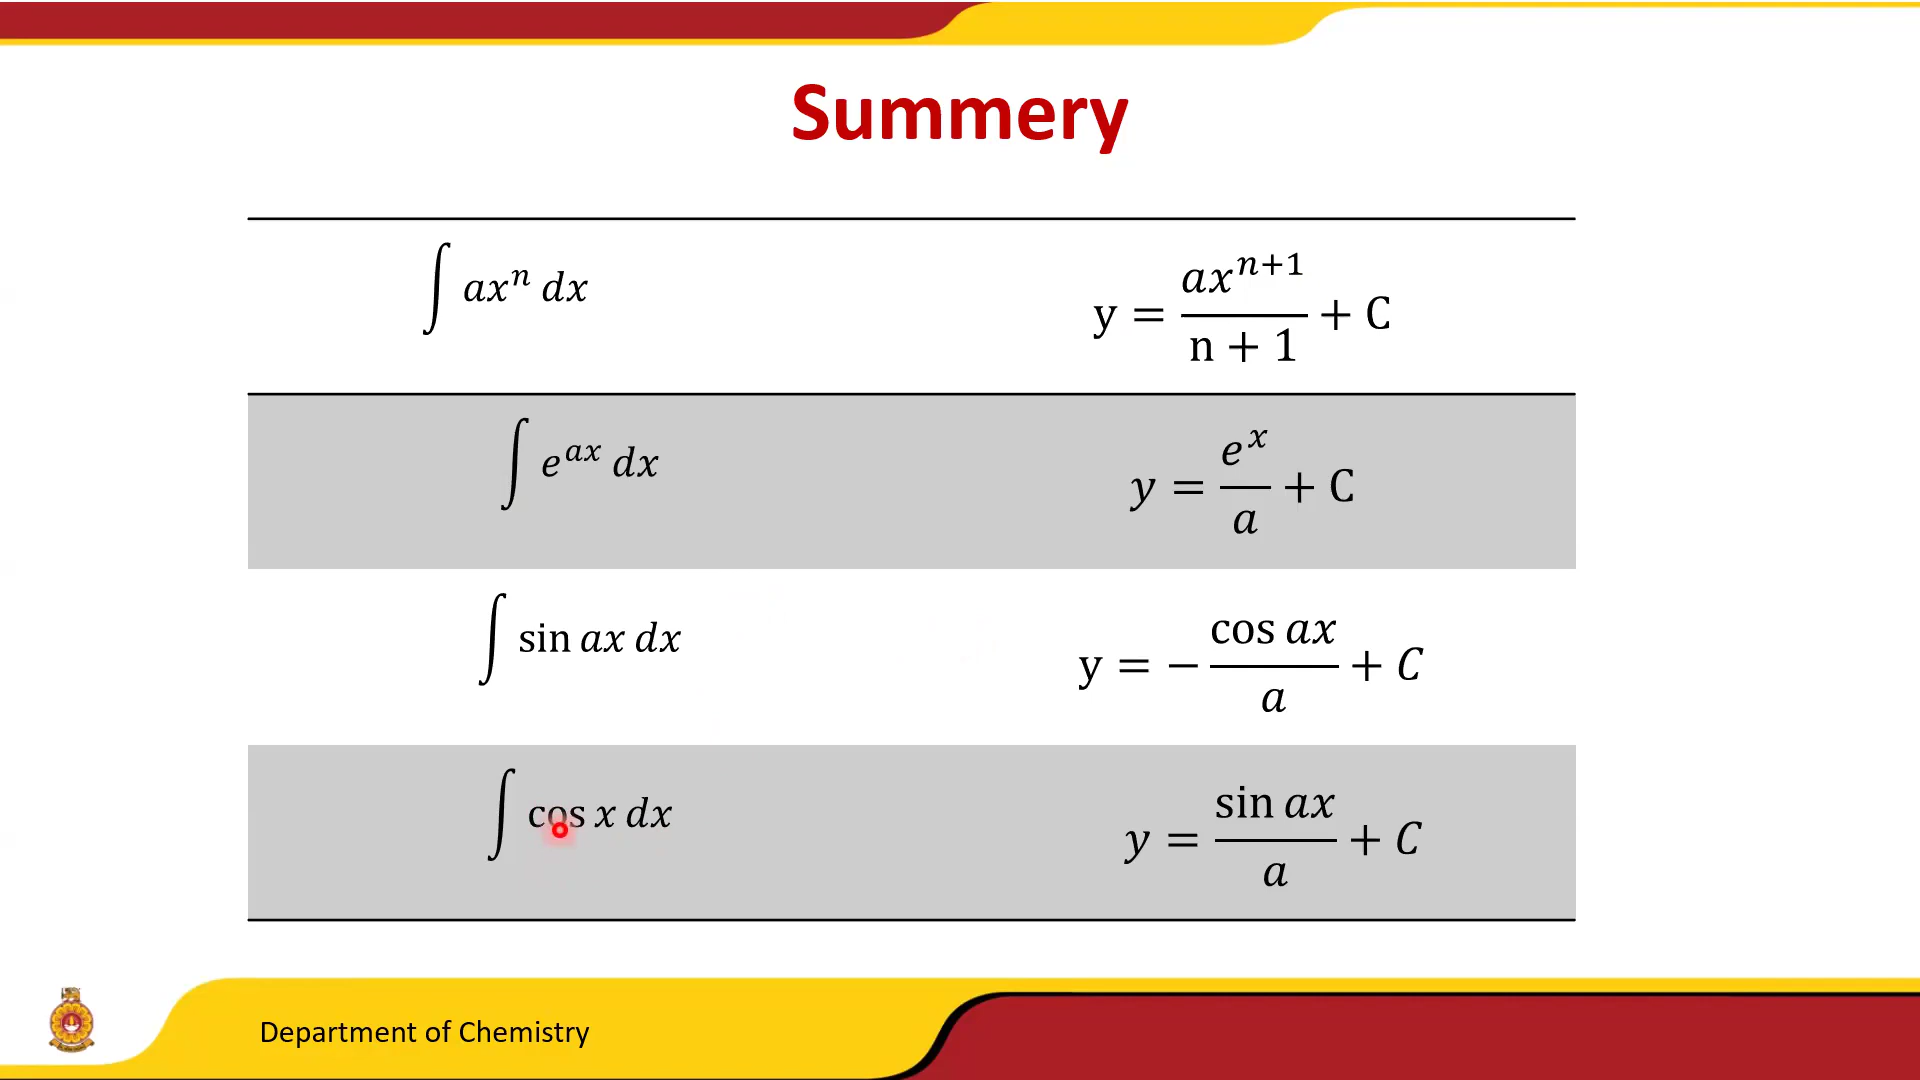 Summery
∫ axⁿ dx    y = axⁿ⁺¹/n + 1 + C
∫ eᵃˣ dx    y = eˣ/a + C
∫ sin ax dx    y = − cos ax/a + C
∫ cos x dx    y = sin ax/a + C
Department of Chemistry